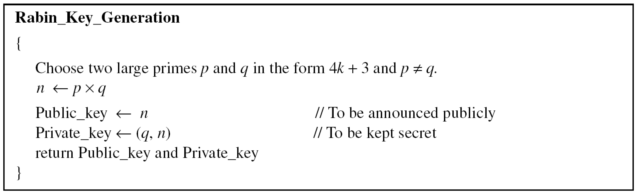 Rabin_Key_Generation
{
Choose two large primes p and q in the form 4k + 3 and p ≠ q.
n ← p × q
Public_key ← n // To be announced publicly
Private_key ← (q, n) // To be kept secret
return Public_key and Private_key
}